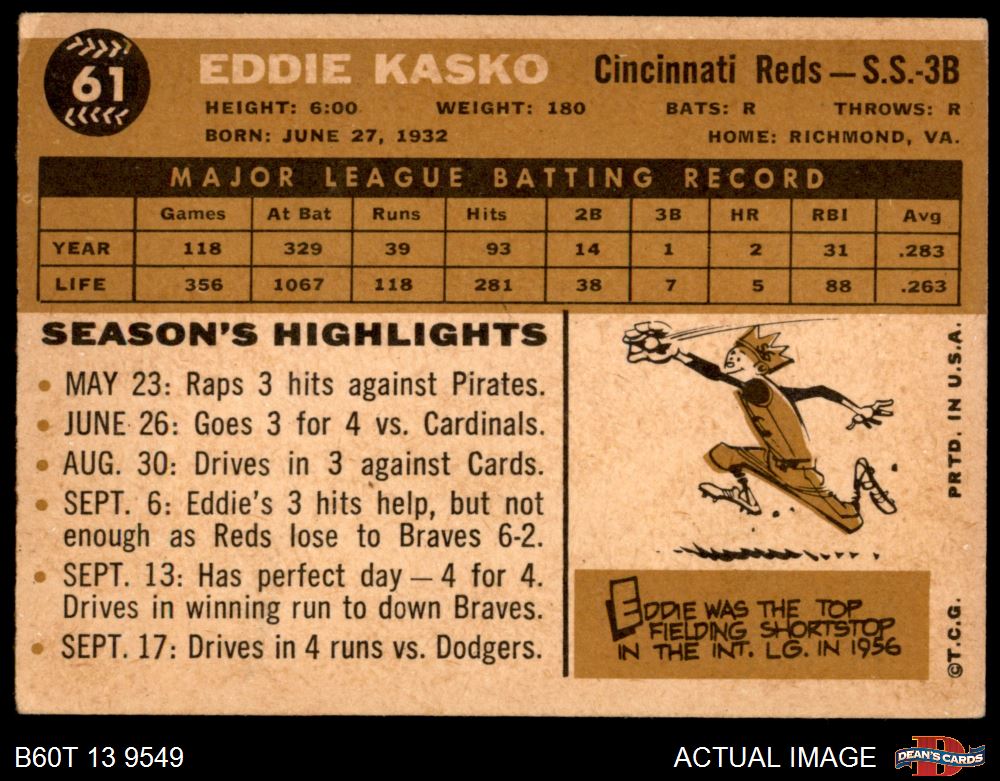 61
EDDIE KASKO
Cincinnati Reds — S.S.-3B
HEIGHT: 6:00 WEIGHT: 180 BATS: R THROWS: R
BORN: JUNE 27, 1932 HOME: RICHMOND, VA.
MAJOR LEAGUE BATTING RECORD
Games At Bat Runs Hits 2B 3B HR RBI Avg
YEAR 118 329 39 93 14 1 2 31 .283
LIFE 356 1067 118 281 38 7 5 88 .263
SEASON'S HIGHLIGHTS
• MAY 23: Raps 3 hits against Pirates.
• JUNE 26: Goes 3 for 4 vs. Cardinals.
• AUG. 30: Drives in 3 against Cards.
• SEPT. 6: Eddie's 3 hits help, but not
enough as Reds lose to Braves 6-2.
• SEPT. 13: Has perfect day — 4 for 4.
Drives in winning run to down Braves.
• SEPT. 17: Drives in 4 runs vs. Dodgers.
EDDIE WAS THE TOP
FIELDING SHORTSTOP
IN THE INT. LG. IN 1956
©T.C.G. PRTD. IN U.S.A.
B60T 13 9549
ACTUAL IMAGE
DEAN'S CARDS